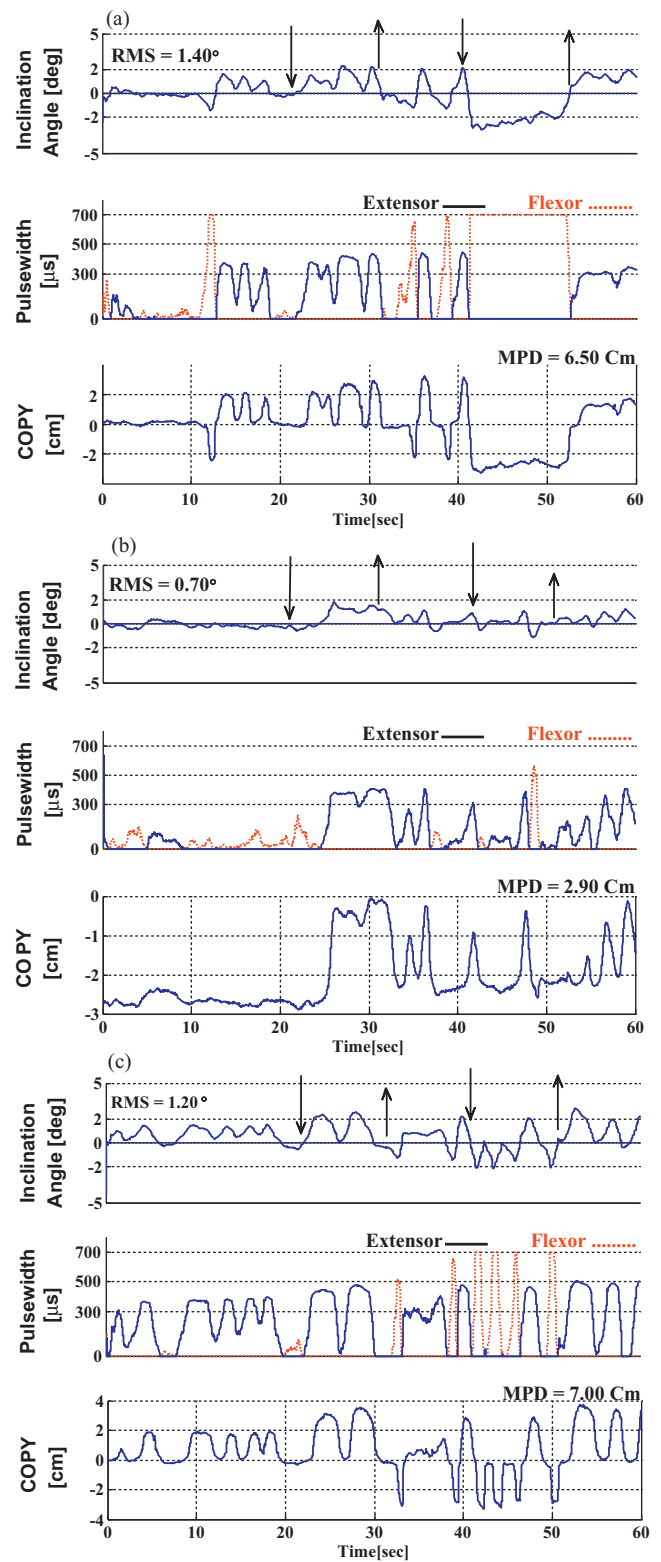 (a)
RMS = 1.40°
Inclination
Angle [deg]
5
2
0
-2
-5
Extensor
Flexor
Pulsewidth
[µs]
700
500
300
0
MPD = 6.50 Cm
COPY
[cm]
2
0
-2
0 10 20 30 40 50 60
Time[sec]
(b)
RMS = 0.70°
Inclination
Angle [deg]
5
2
0
-2
-5
Extensor
Flexor
Pulsewidth
[µs]
700
500
300
0
MPD = 2.90 Cm
COPY
[cm]
0
-1
-2
-3
0 10 20 30 40 50 60
Time[sec]
(c)
RMS = 1.20°
Inclination
Angle [deg]
5
2
0
-2
-5
Extensor
Flexor
Pulsewidth
[µs]
700
500
300
0
MPD = 7.00 Cm
COPY
[cm]
4
2
0
-2
-4
0 10 20 30 40 50 60
Time[sec]